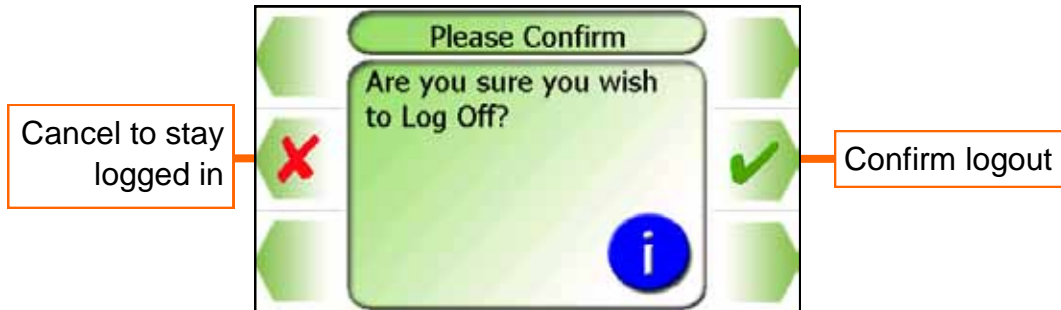 Please Confirm
Are you sure you wish
to Log Off?
Cancel to stay
logged in
Confirm logout
i